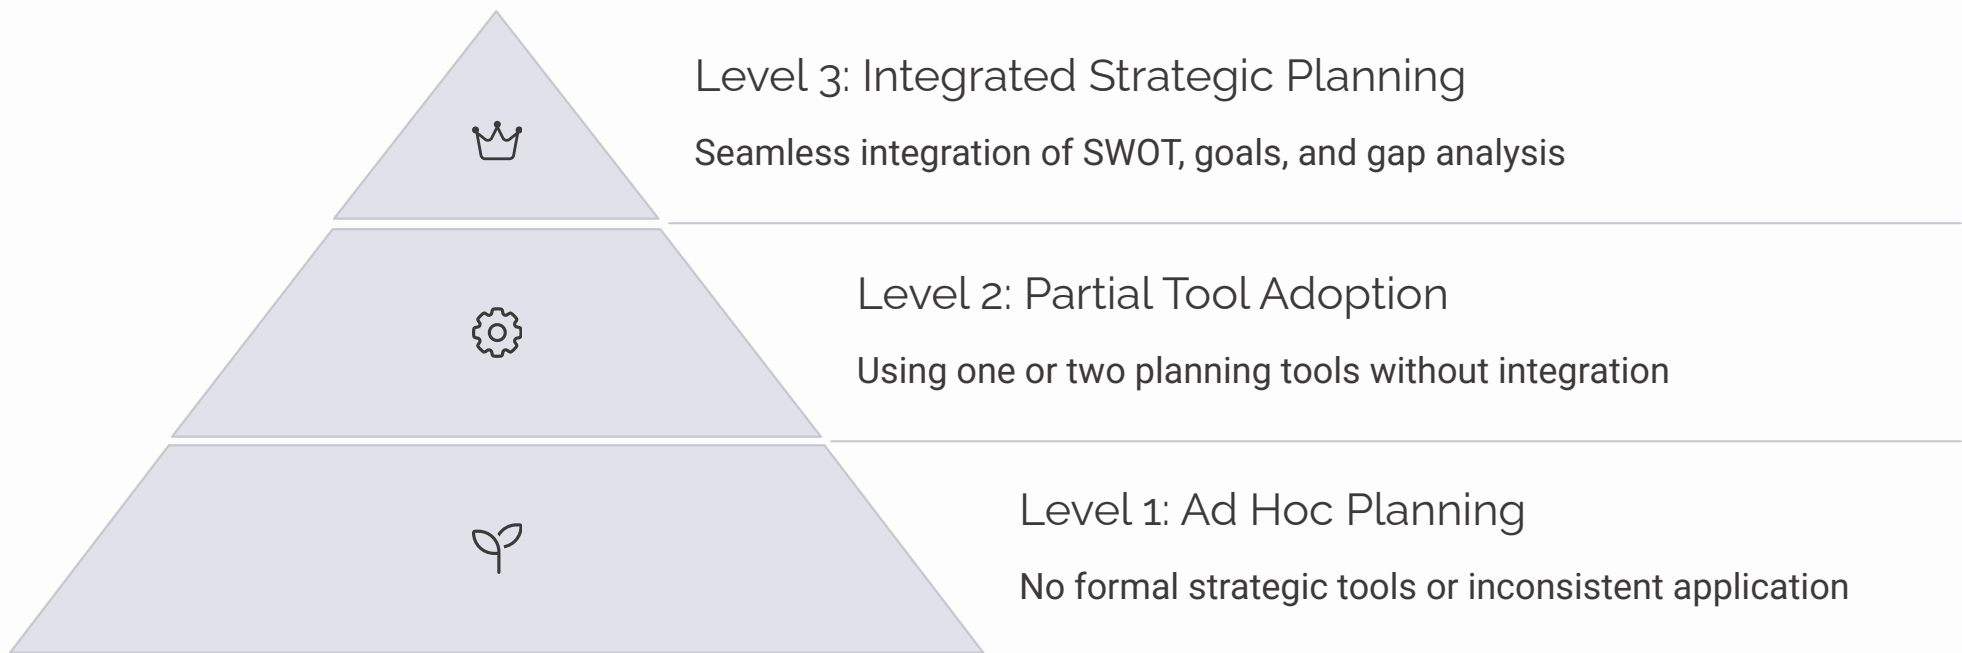 Level 3: Integrated Strategic Planning
Seamless integration of SWOT, goals, and gap analysis
Level 2: Partial Tool Adoption
Using one or two planning tools without integration
Level 1: Ad Hoc Planning
No formal strategic tools or inconsistent application